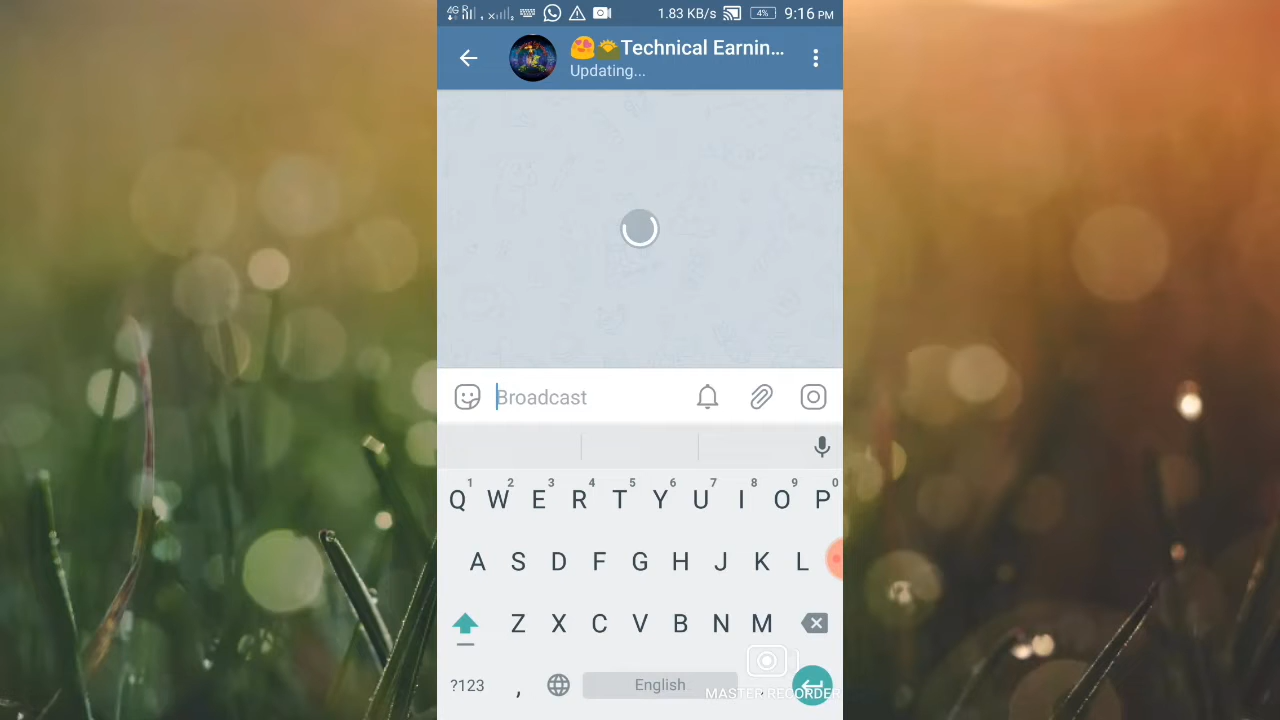 4G R 1.83 KB/s 4% 9:16 PM
😍🌤Technical Earnin...
Updating...
Broadcast
1 2 3 4 5 6 7 8 9 0
Q W E R T Y U I O P
A S D F G H J K L
Z X C V B N M
?123 , English .
MASTER RECORDER